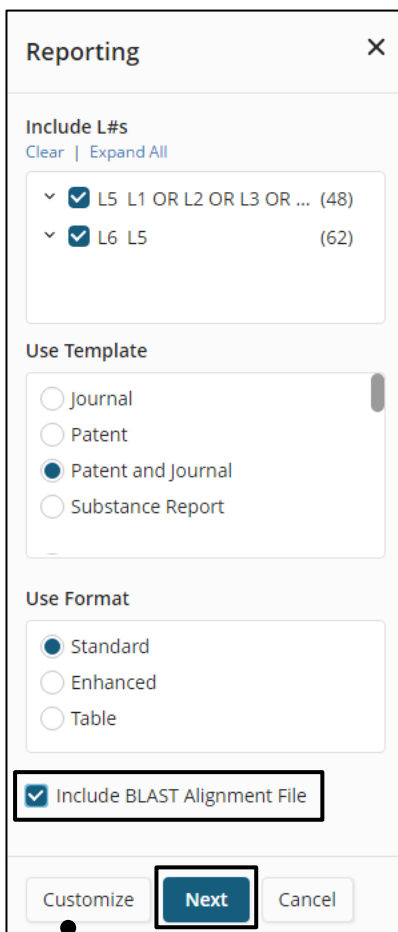 Reporting
Include L#s
Clear | Expand All
L5 L1 OR L2 OR L3 OR ... (48)
L6 L5 (62)
Use Template
Journal
Patent
Patent and Journal
Substance Report
Use Format
Standard
Enhanced
Table
Include BLAST Alignment File
Customize Next Cancel